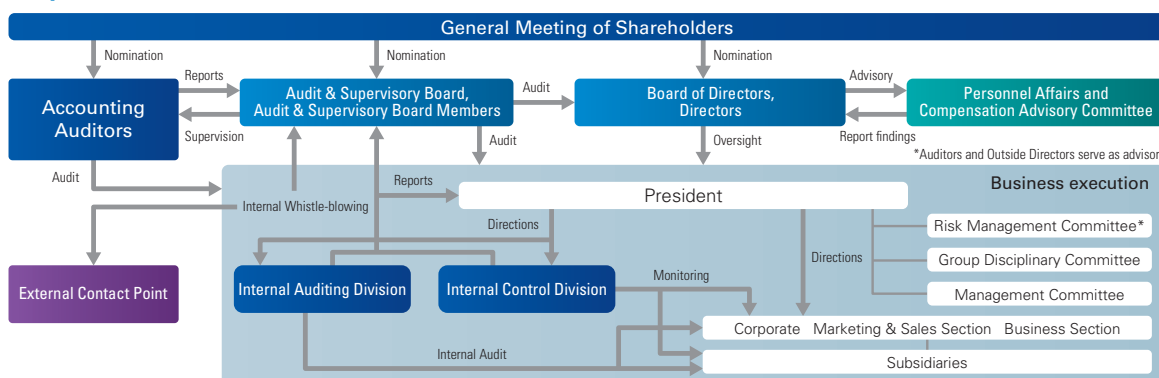 General Meeting of Shareholders
Nomination
Nomination
Nomination
Accounting
Auditors
Reports
Supervision
Audit & Supervisory Board,
Audit & Supervisory Board Members
Audit
Board of Directors,
Directors
Advisory
Report findings
Personnel Affairs and
Compensation Advisory Committee
*Auditors and Outside Directors serve as advisor
Audit
Audit
Oversight
Business execution
Internal Whistle-blowing
Reports
President
Directions
Directions
Risk Management Committee*
Group Disciplinary Committee
Management Committee
External Contact Point
Internal Auditing Division
Internal Control Division
Monitoring
Corporate Marketing & Sales Section Business Section
Internal Audit
Subsidiaries